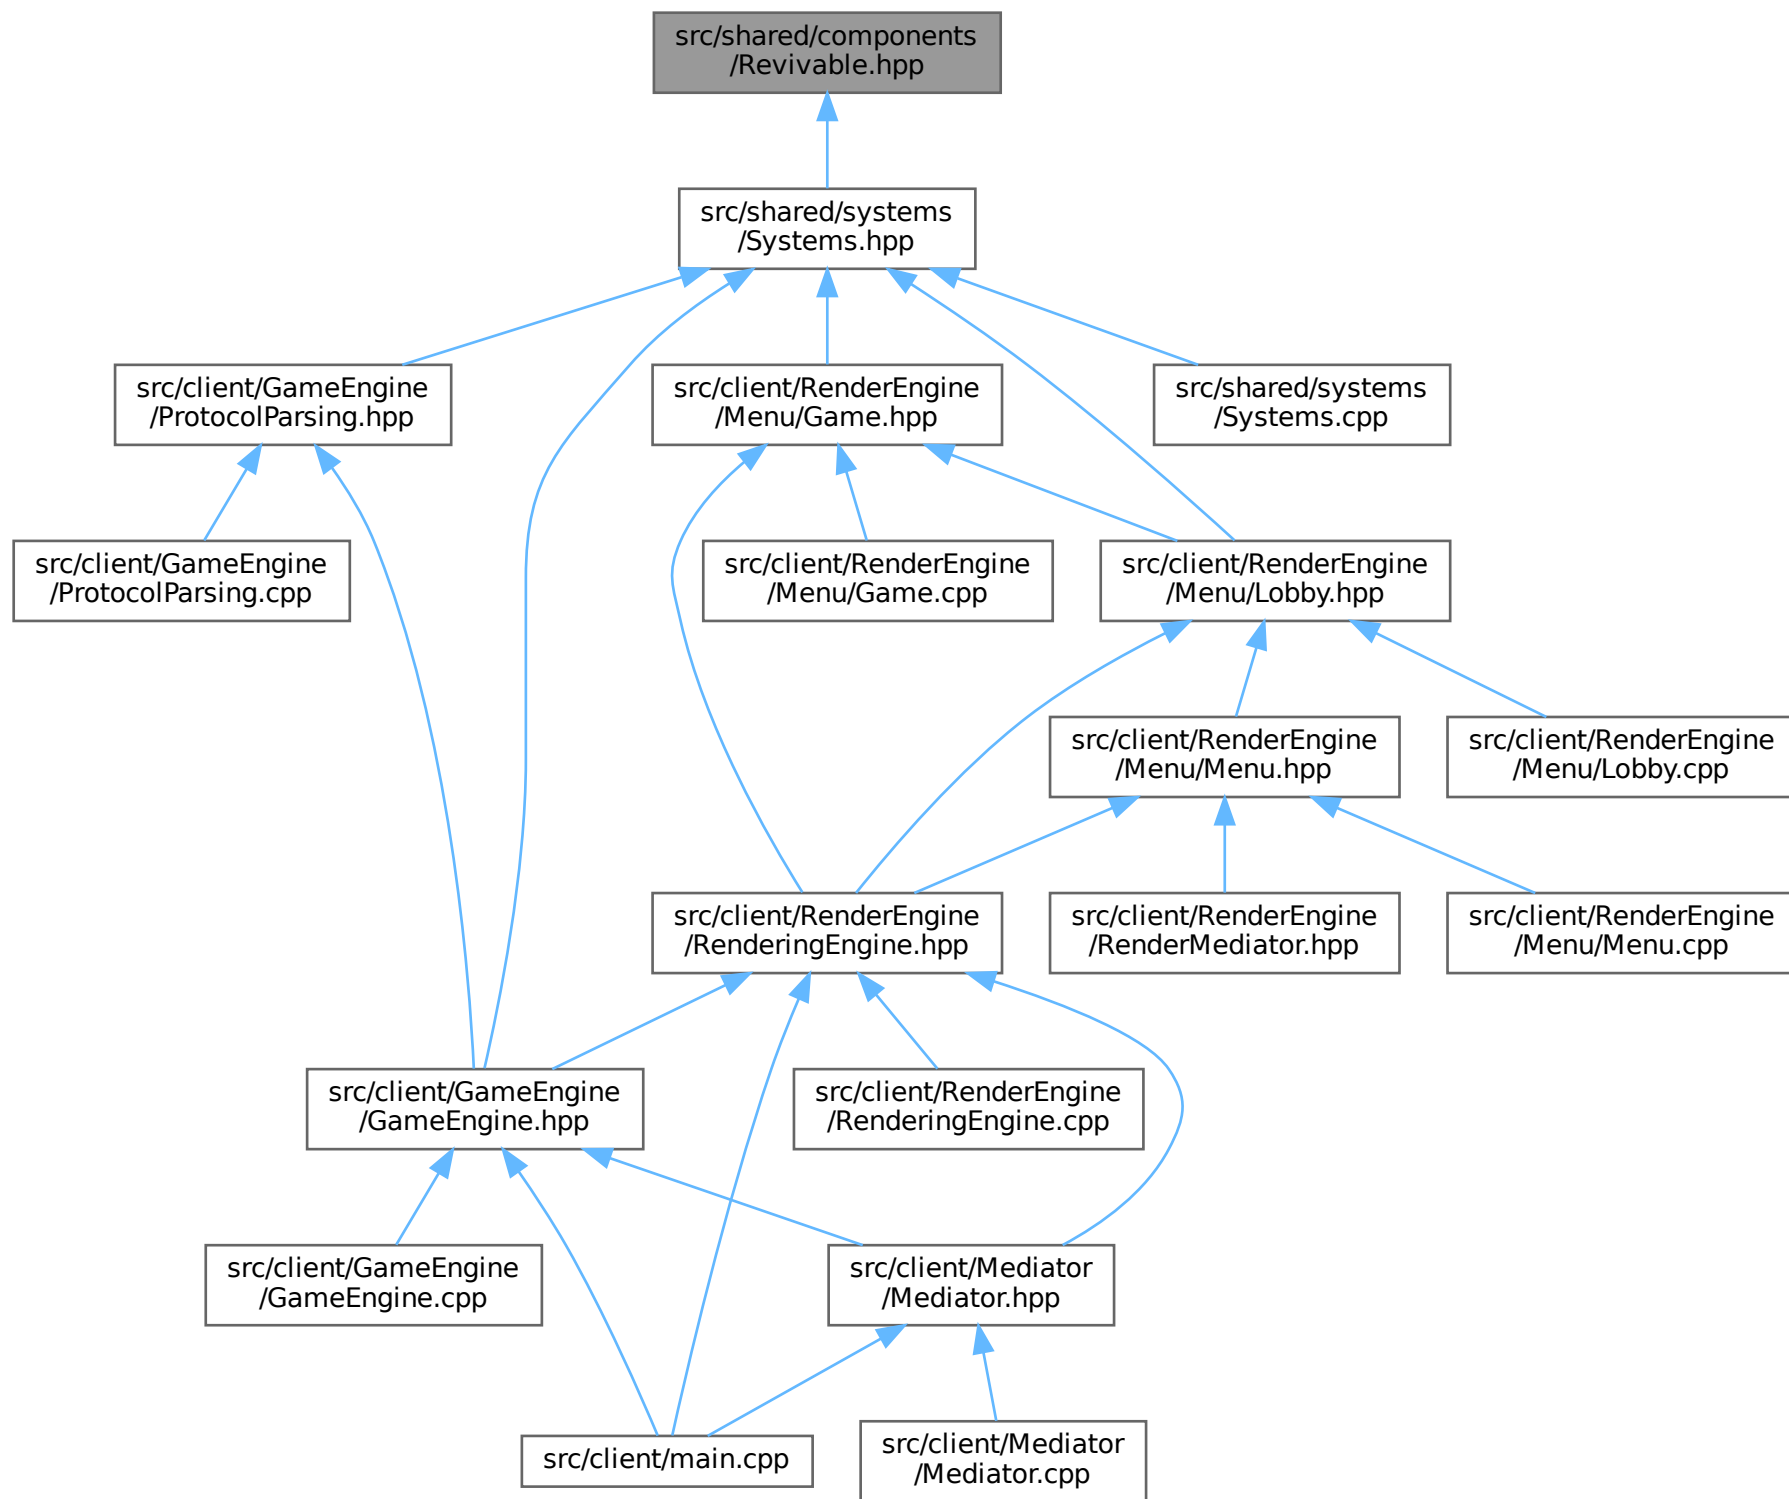 src/shared/components
/Revivable.hpp
src/shared/systems
/Systems.hpp
src/client/GameEngine
/ProtocolParsing.hpp
src/client/RenderEngine
/Menu/Game.hpp
src/shared/systems
/Systems.cpp
src/client/GameEngine
/ProtocolParsing.cpp
src/client/RenderEngine
/Menu/Game.cpp
src/client/RenderEngine
/Menu/Lobby.hpp
src/client/RenderEngine
/Menu/Menu.hpp
src/client/RenderEngine
/Menu/Lobby.cpp
src/client/RenderEngine
/RenderingEngine.hpp
src/client/RenderEngine
/RenderMediator.hpp
src/client/RenderEngine
/Menu/Menu.cpp
src/client/GameEngine
/GameEngine.hpp
src/client/RenderEngine
/RenderingEngine.cpp
src/client/GameEngine
/GameEngine.cpp
src/client/Mediator
/Mediator.hpp
src/client/main.cpp
src/client/Mediator
/Mediator.cpp